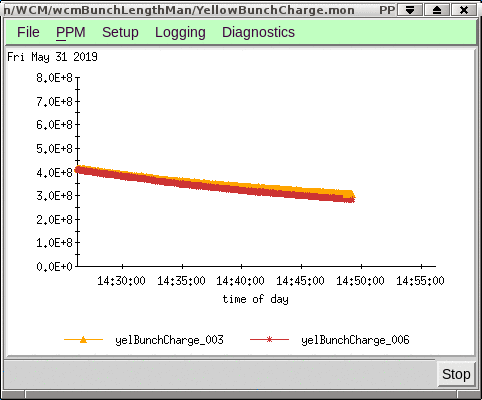 n/WCM/wcmBunchLengthMan/YellowBunchCharge.mon PP
File PPM Setup Logging Diagnostics
Fri May 31 2019
8.0E+8
7.0E+8
6.0E+8
5.0E+8
4.0E+8
3.0E+8
2.0E+8
1.0E+8
0.0E+0
14:30:00 14:35:00 14:40:00 14:45:00 14:50:00 14:55:00
time of day
yelBunchCharge_003 yelBunchCharge_006
Stop